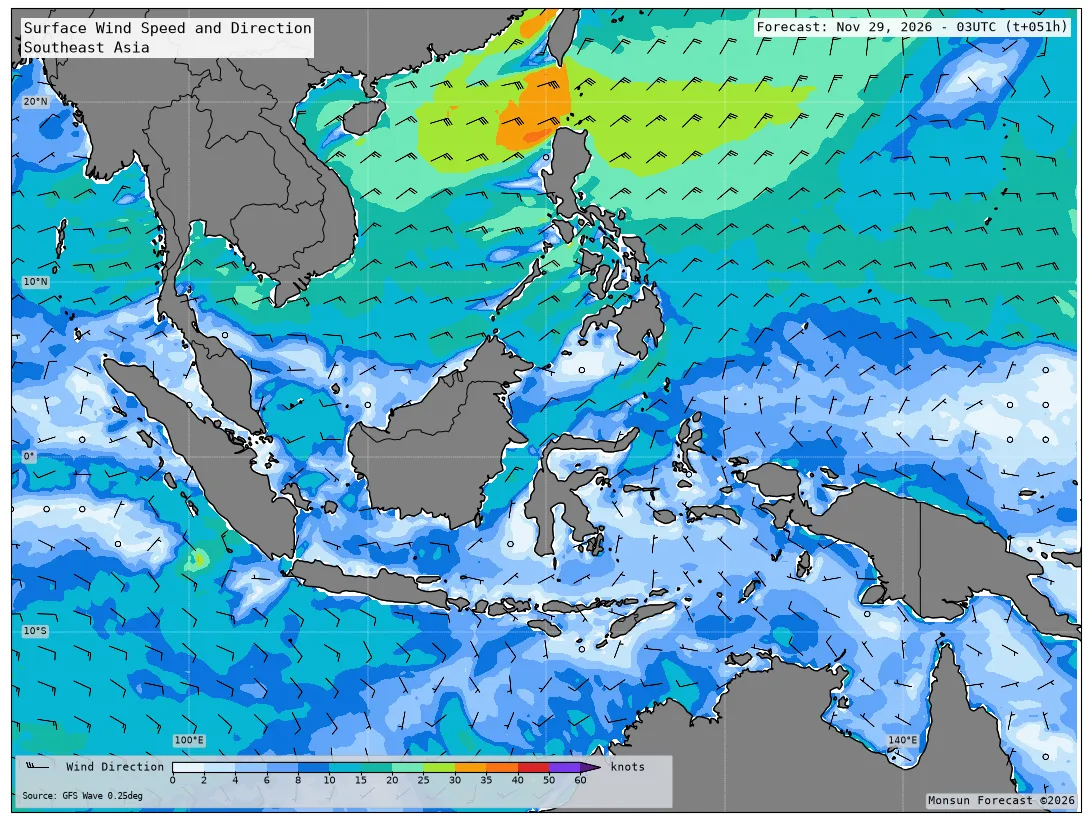 Surface Wind Speed and Direction
Southeast Asia
Forecast: Nov 29, 2026 - 03UTC (t+051h)
20°N
10°N
0°
10°S
100°E
140°E
Wind Direction
0 2 4 6 8 10 15 20 25 30 35 40 50 60
knots
Source: GFS Wave 0.25deg
Monsun Forecast ©2026